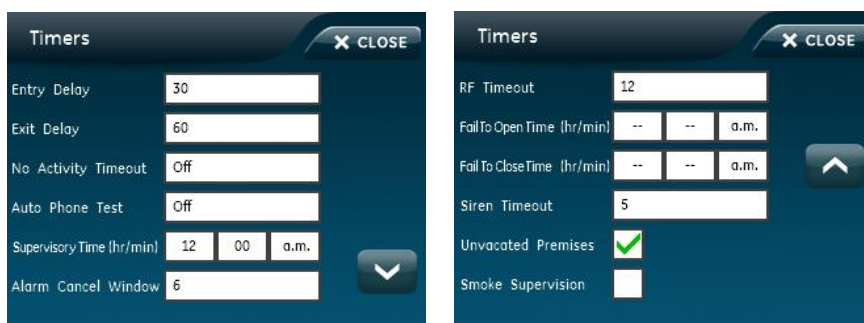 Timers
X CLOSE
Entry Delay 30
Exit Delay 60
No Activity Timeout Off
Auto Phone Test Off
Supervisory Time (hr/min) 12 00 a.m.
Alarm Cancel Window 6
Timers
X CLOSE
RF Timeout 12
Fail To Open Time (hr/min) -- -- a.m.
Fail To Close Time (hr/min) -- -- a.m.
Siren Timeout 5
Unvacated Premises
Smoke Supervision